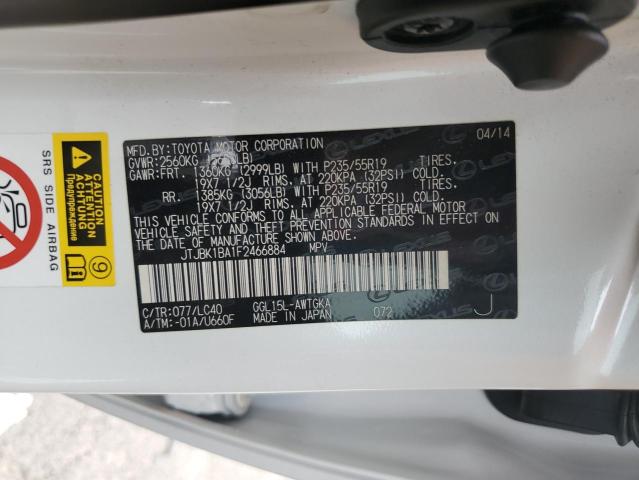 MFD.BY:TOYOTA MOTOR CORPORATION 04/14
GVWR:2560KG LB)
GAWR:FRT. 1360KG (2999LB) WITH P235/55R19 TIRES.
19X7 1/2J RIMS. AT 220KPA (32PSI) COLD.
RR. 1385KG (3056LB) WITH P235/55R19 TIRES.
19X7 1/2J RIMS. AT 220KPA (32PSI) COLD.
THIS VEHICLE CONFORMS TO ALL APPLICABLE FEDERAL MOTOR
VEHICLE SAFETY AND THEFT PREVENTION STANDARDS IN EFFECT ON
THE DATE OF MANUFACTURE SHOWN ABOVE.
JTJBK1BA1F2466884 MPV
C/TR:077/LC40 GGL15L-AWTGKA
A/TM:-01A/U660F MADE IN JAPAN 072 J
SRS SIDE AIRBAG
CAUTION
ATTENTION
ACHTUNG
Предупреждение
9
LEXUS